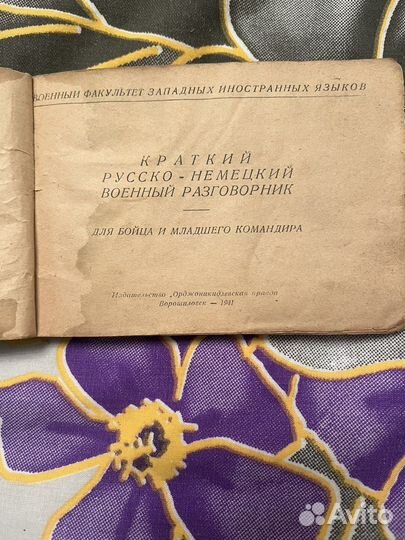 ВОЕННЫЙ ФАКУЛЬТЕТ ЗАПАДНЫХ ИНОСТРАННЫХ ЯЗЫКОВ
КРАТКИЙ
РУССКО-НЕМЕЦКИЙ
ВОЕННЫЙ РАЗГОВОРНИК
ДЛЯ БОЙЦА И МЛАДШЕГО КОМАНДИРА
Издательство „Орджоникидзевская правда
Ворошиловск — 1941
Avito